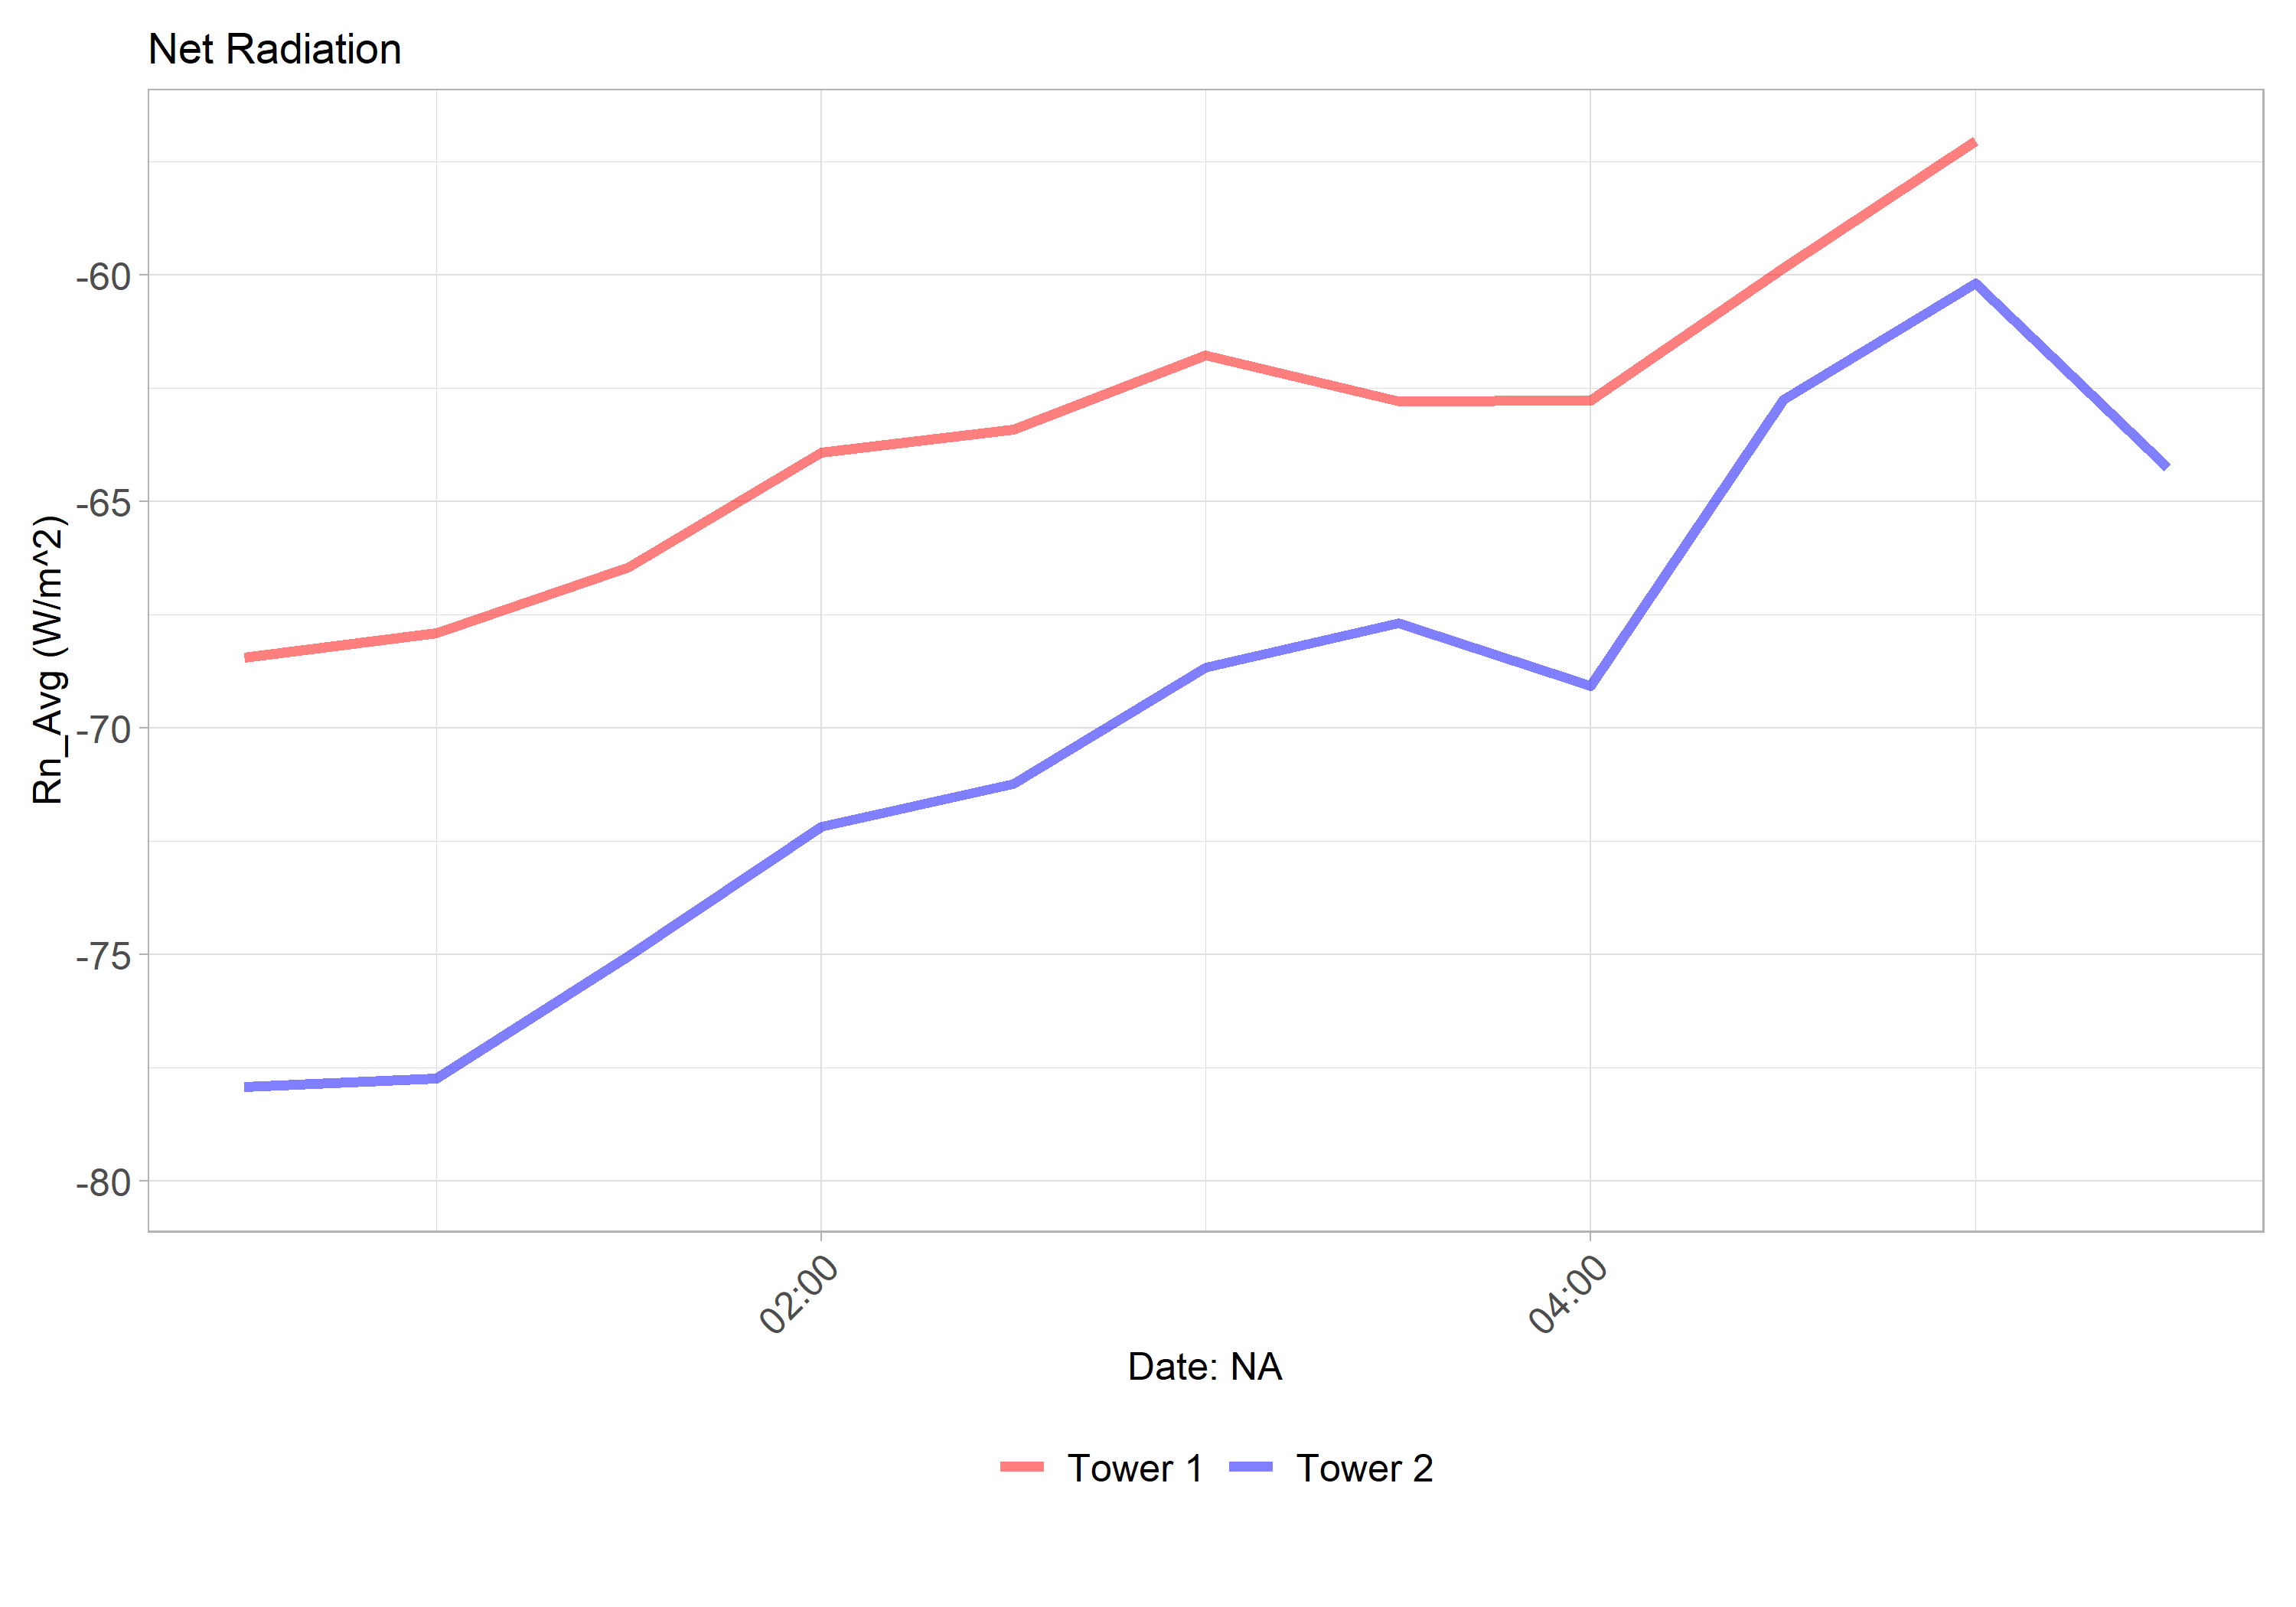 Net Radiation
Rn_Avg (W/m^2)
-60
-65
-70
-75
-80
02:00
04:00
Date: NA
Tower 1
Tower 2